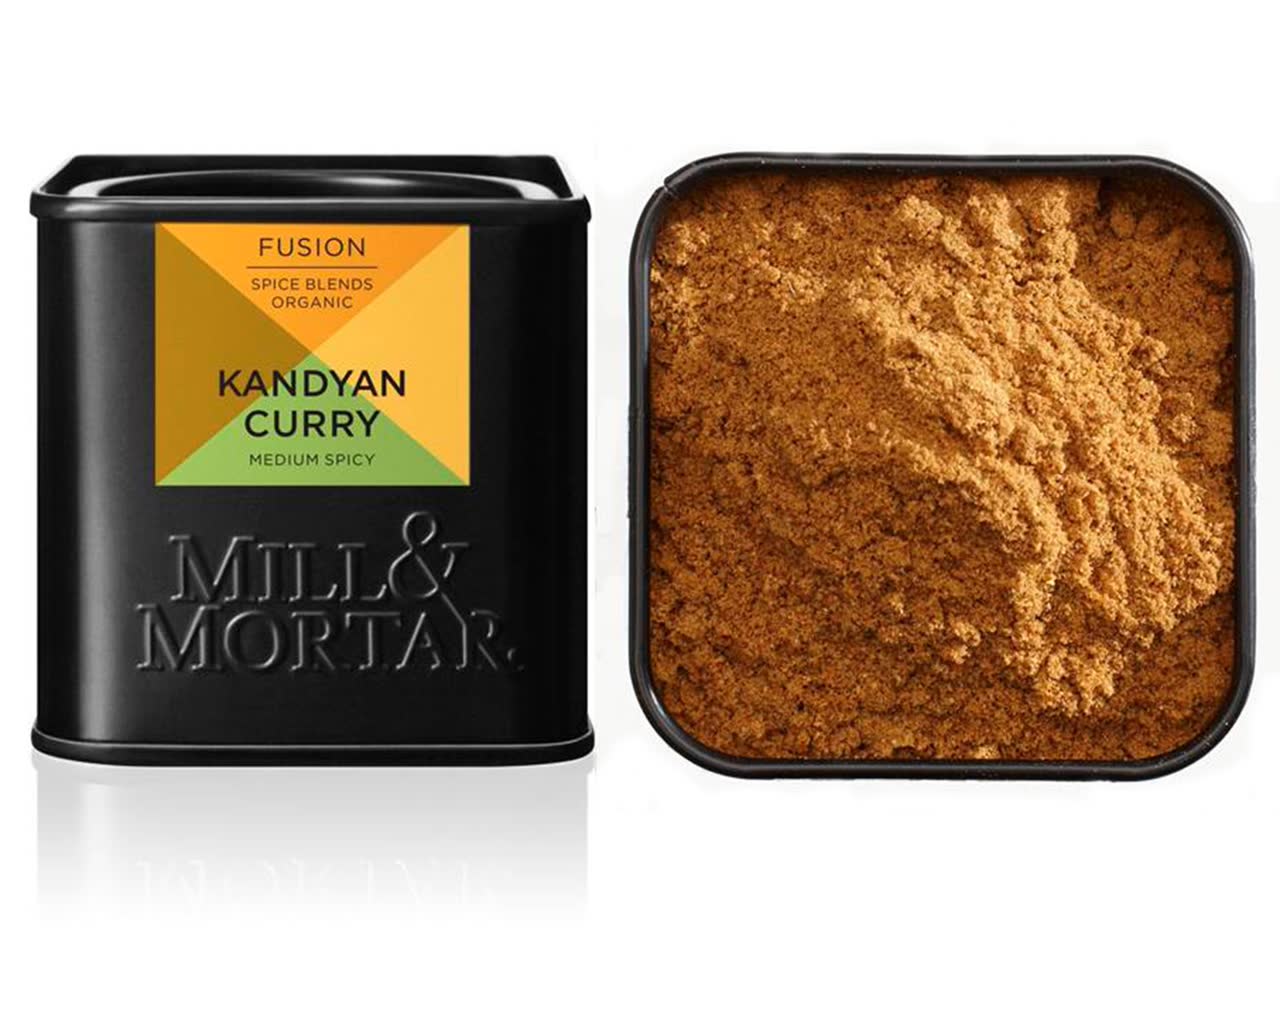 FUSION
SPICE BLENDS
ORGANIC
KANDYAN
CURRY
MEDIUM SPICY
MILL &
MORTAR.